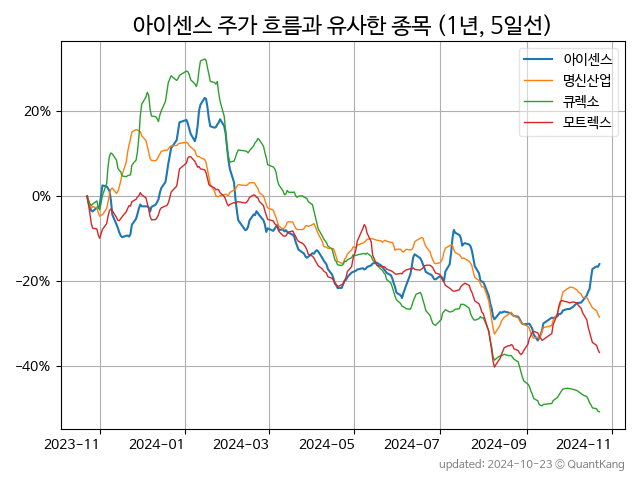 아이센스 주가 흐름과 유사한 종목 (1년, 5일선)
아이센스
명신산업
큐렉소
모트렉스
20%
0%
−20%
−40%
2023-11
2024-01
2024-03
2024-05
2024-07
2024-09
2024-11
updated: 2024-10-23 © QuantKang